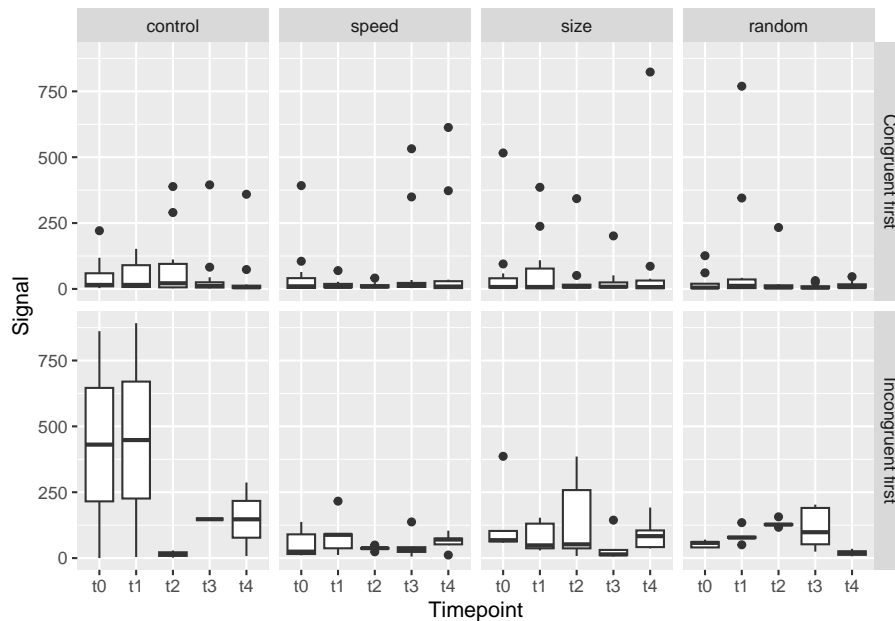 control speed size random
750
500
250
0
Congruent first
750
500
250
0
Incongruent first
Signal
t0 t1 t2 t3 t4 t0 t1 t2 t3 t4 t0 t1 t2 t3 t4 t0 t1 t2 t3 t4
Timepoint